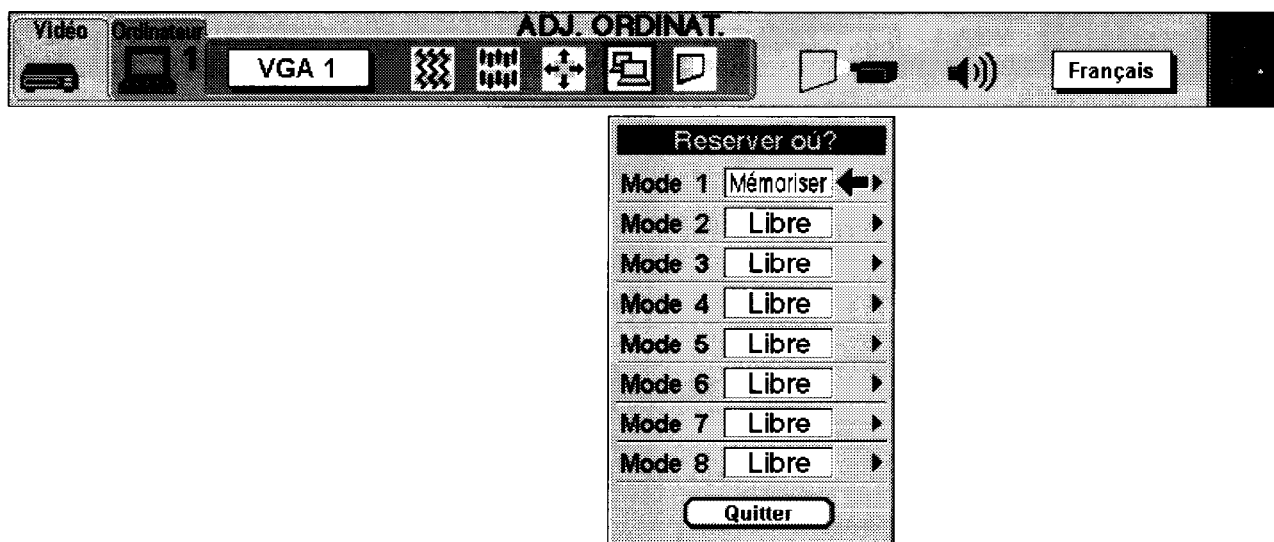 ADJ. ORDINAT.
Vidéo
Ordinateur
1
VGA 1
Français
Reserver oú?
Mode 1 Mémoriser
Mode 2 Libre
Mode 3 Libre
Mode 4 Libre
Mode 5 Libre
Mode 6 Libre
Mode 7 Libre
Mode 8 Libre
Quitter